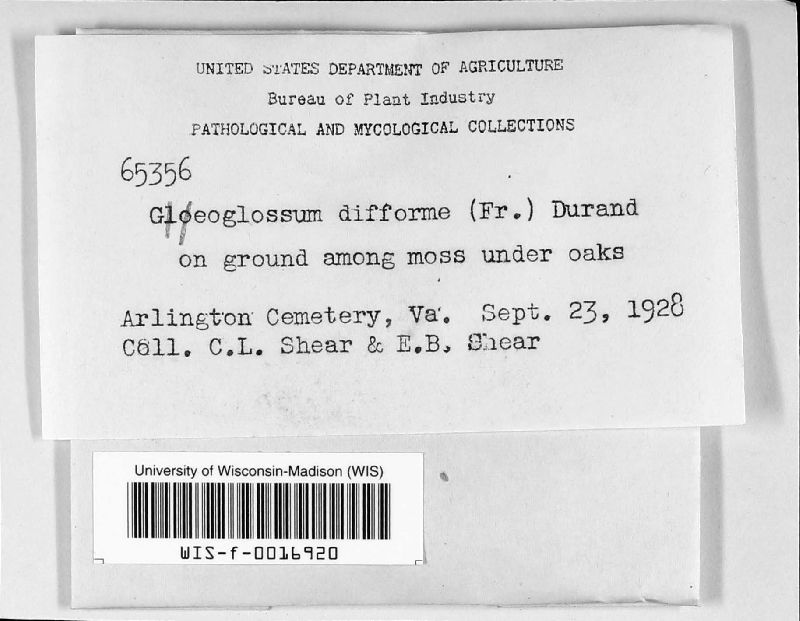 UNITED STATES DEPARTMENT OF AGRICULTURE
Bureau of Plant Industry
PATHOLOGICAL AND MYCOLOGICAL COLLECTIONS
65356
Gloeoglossum difforme (Fr.) Durand
on ground among moss under oaks
Arlington Cemetery, Va. Sept. 23, 1928
Coll. C.L. Shear & E.B. Shear
University of Wisconsin-Madison (WIS)
WIS-f-0016920